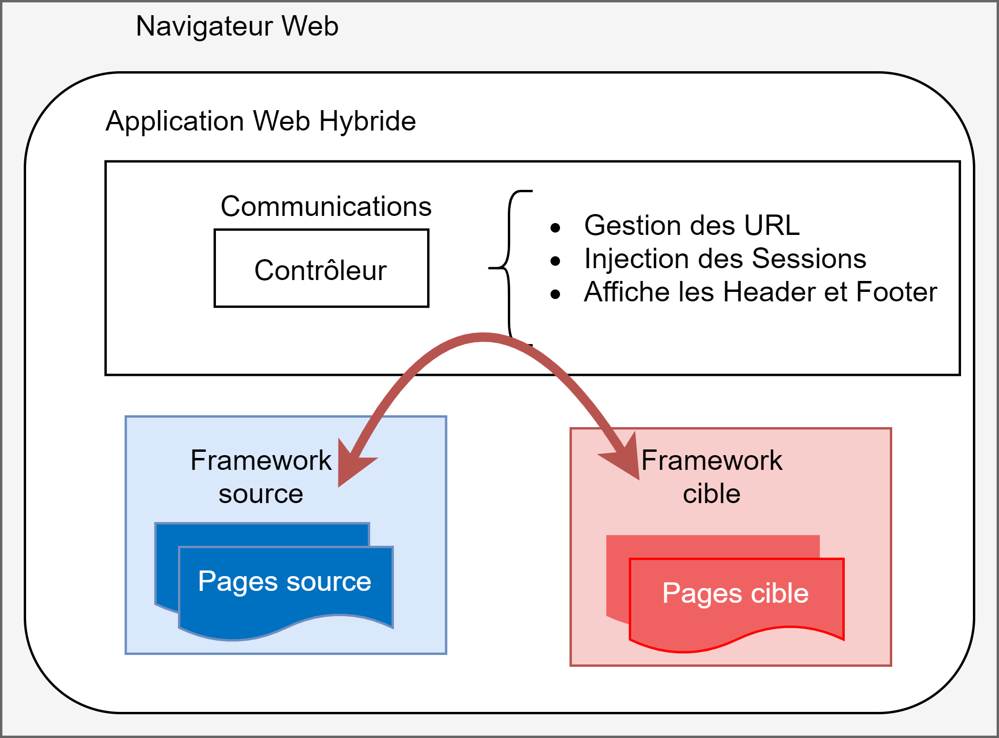 Navigateur Web
Application Web Hybride
Communications
Contrôleur
• Gestion des URL
• Injection des Sessions
• Affiche les Header et Footer
Framework
source
Pages source
Framework
cible
Pages cible